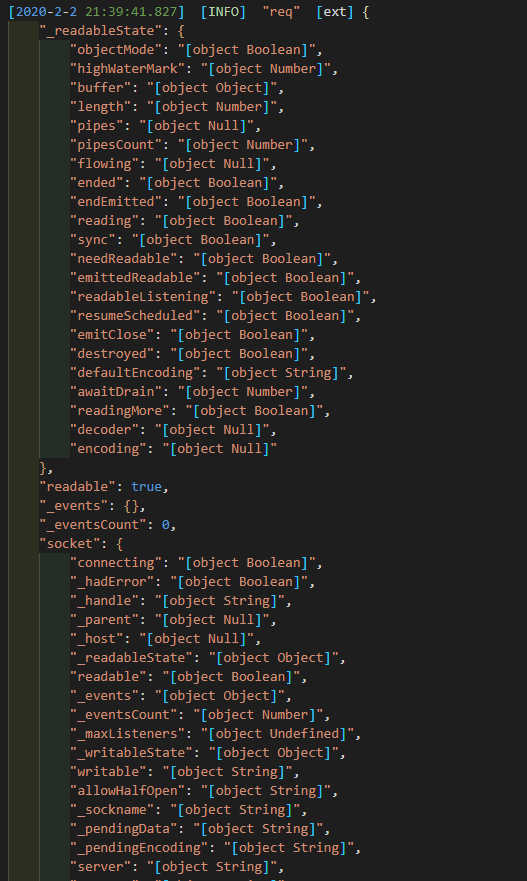 [2020-2-2 21:39:41.827]  [INFO]  "req"  [ext] {
    "_readableState": {
        "objectMode": "[object Boolean]",
        "highWaterMark": "[object Number]",
        "buffer": "[object Object]",
        "length": "[object Number]",
        "pipes": "[object Null]",
        "pipesCount": "[object Number]",
        "flowing": "[object Null]",
        "ended": "[object Boolean]",
        "endEmitted": "[object Boolean]",
        "reading": "[object Boolean]",
        "sync": "[object Boolean]",
        "needReadable": "[object Boolean]",
        "emittedReadable": "[object Boolean]",
        "readableListening": "[object Boolean]",
        "resumeScheduled": "[object Boolean]",
        "emitClose": "[object Boolean]",
        "destroyed": "[object Boolean]",
        "defaultEncoding": "[object String]",
        "awaitDrain": "[object Number]",
        "readingMore": "[object Boolean]",
        "decoder": "[object Null]",
        "encoding": "[object Null]"
    },
    "readable": true,
    "_events": {},
    "_eventsCount": 0,
    "socket": {
        "connecting": "[object Boolean]",
        "_hadError": "[object Boolean]",
        "_handle": "[object String]",
        "_parent": "[object Null]",
        "_host": "[object Null]",
        "_readableState": "[object Object]",
        "readable": "[object Boolean]",
        "_events": "[object Object]",
        "_eventsCount": "[object Number]",
        "_maxListeners": "[object Undefined]",
        "_writableState": "[object Object]",
        "writable": "[object String]",
        "allowHalfOpen": "[object String]",
        "_sockname": "[object String]",
        "_pendingData": "[object String]",
        "_pendingEncoding": "[object String]",
        "server": "[object String]",